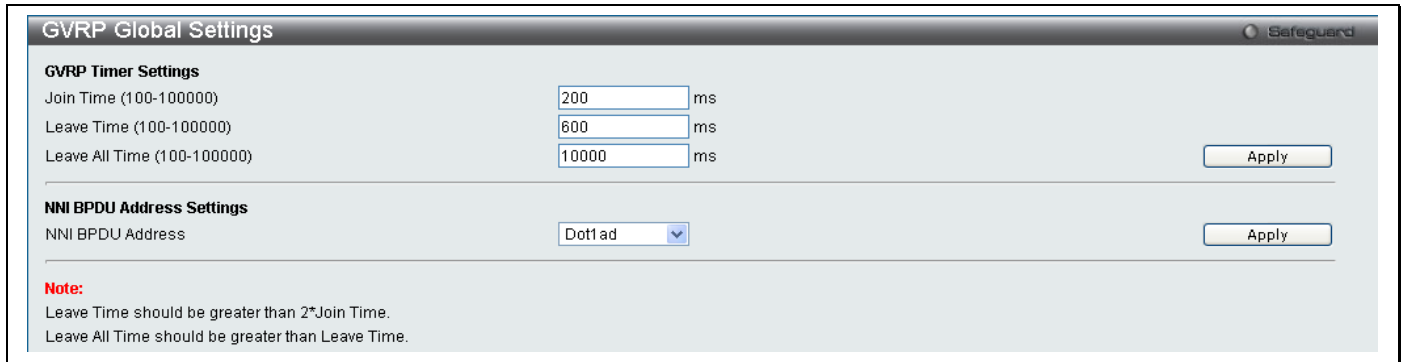 GVRP Global Settings Safeguard
GVRP Timer Settings
Join Time (100-100000) 200 ms
Leave Time (100-100000) 600 ms
Leave All Time (100-100000) 10000 ms Apply
NNI BPDU Address Settings
NNI BPDU Address Dot1ad Apply
Note:
Leave Time should be greater than 2*Join Time.
Leave All Time should be greater than Leave Time.